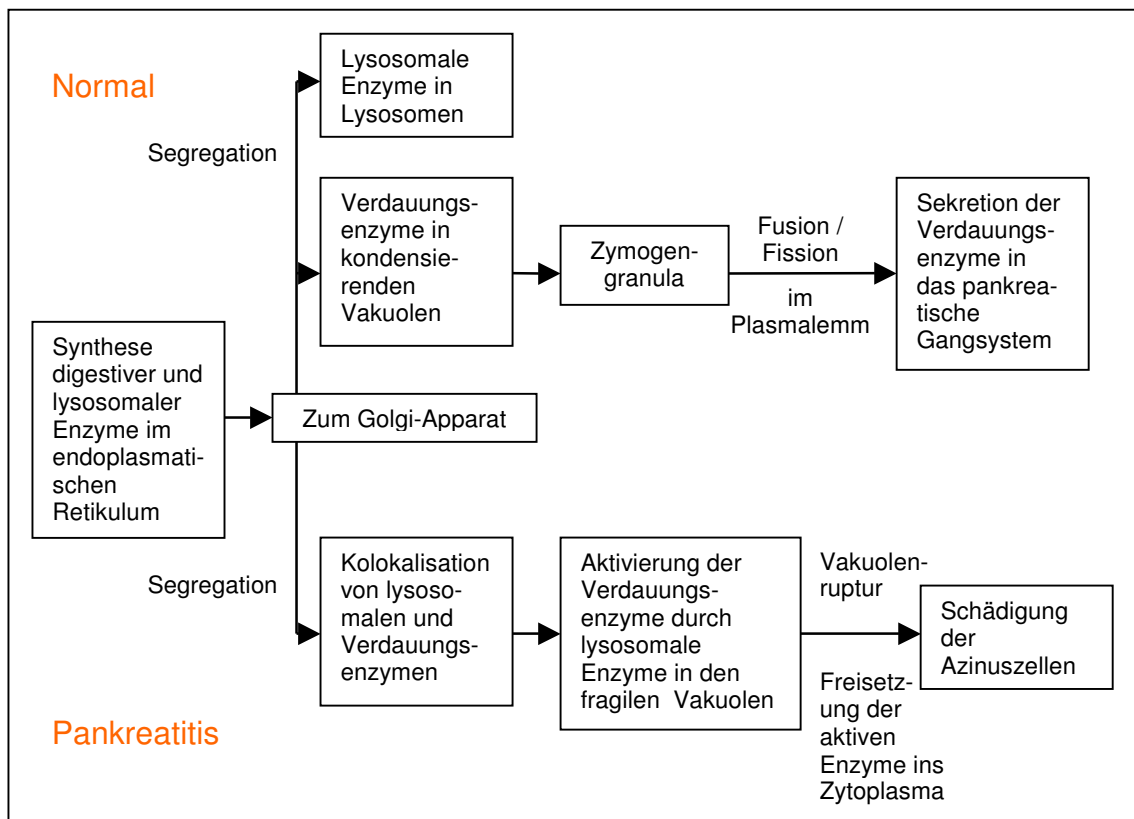 Normal
Lysosomale
Enzyme in
Lysosomen
Segregation
Verdauungs-
enzyme in
kondensie-
renden
Vakuolen
Zymogen-
granula
Fusion /
Fission
im
Plasmalemm
Sekretion der
Verdauungs-
enzyme in
das pankrea-
tische
Gangsystem
Synthese
digestiver und
lysosomaler
Enzyme im
endoplasmati-
schen
Retikulum
Zum Golgi-Apparat
Segregation
Kolokalisation
von lysoso-
malen und
Verdauungs-
enzymen
Aktivierung der
Verdauungs-
enzyme durch
lysosomale
Enzyme in den
fragilen Vakuolen
Vakuolen-
ruptur
Freisetz-
ung der
aktiven
Enzyme ins
Zytoplasma
Schädigung
der
Azinuszellen
Pankreatitis